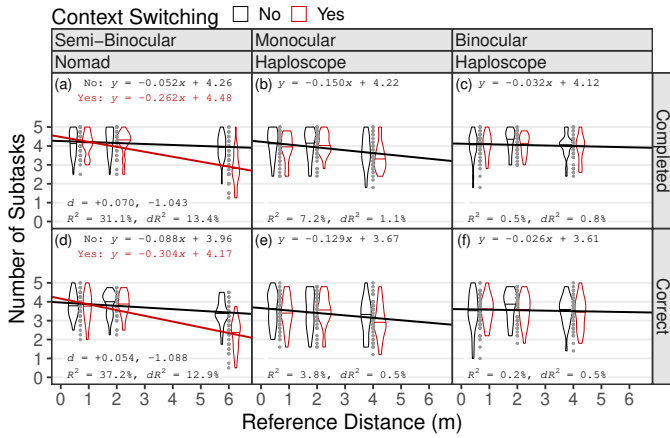 Context Switching No Yes
Semi−Binocular Monocular Binocular
Nomad Haploscope Haploscope
(a) No: y = −0.052x + 4.26 (b) y = −0.150x + 4.22 (c) y = −0.032x + 4.12
Yes: y = −0.262x + 4.48
5
4
3
2
1
0
d = +0.070, −1.043
R² = 31.1%, dR² = 13.4% R² = 7.2%, dR² = 1.1% R² = 0.5%, dR² = 0.8%
Completed
(d) No: y = −0.088x + 3.96 (e) y = −0.129x + 3.67 (f) y = −0.026x + 3.61
Yes: y = −0.304x + 4.17
5
4
3
2
1
0
d = +0.054, −1.088
R² = 37.2%, dR² = 12.9% R² = 3.8%, dR² = 0.5% R² = 0.2%, dR² = 0.5%
Correct
Number of Subtasks
0 1 2 3 4 5 6 0 1 2 3 4 5 6 0 1 2 3 4 5 6
Reference Distance (m)